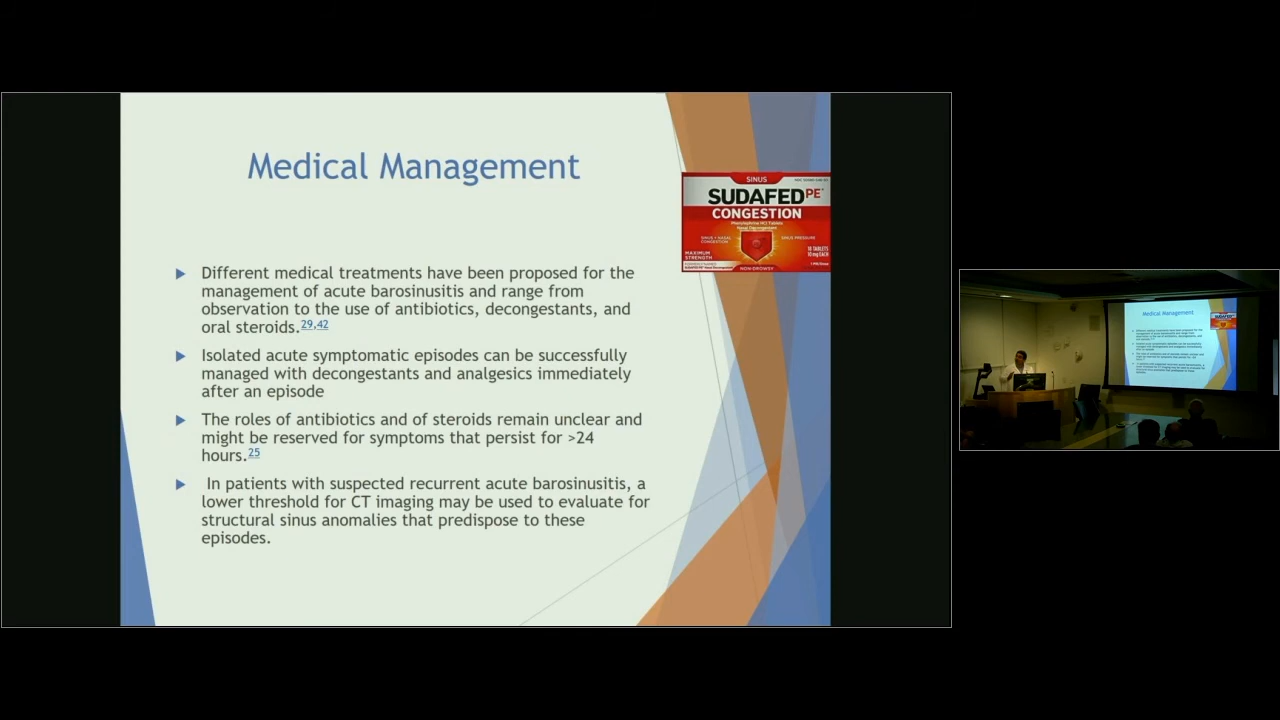 Medical Management
SINUS
SUDAFED PE
CONGESTION
Phenylephrine HCl Tablets
Nasal Decongestant
SINUS + NASAL
CONGESTION
SINUS PRESSURE
MAXIMUM
STRENGTH
18 TABLETS
10 mg EACH
NON-DROWSY
Different medical treatments have been proposed for the
management of acute barosinusitis and range from
observation to the use of antibiotics, decongestants, and
oral steroids.29,42
Isolated acute symptomatic episodes can be successfully
managed with decongestants and analgesics immediately
after an episode
The roles of antibiotics and of steroids remain unclear and
might be reserved for symptoms that persist for >24
hours.25
In patients with suspected recurrent acute barosinusitis, a
lower threshold for CT imaging may be used to evaluate for
structural sinus anomalies that predispose to these
episodes.
Medical Management
SUDAFED